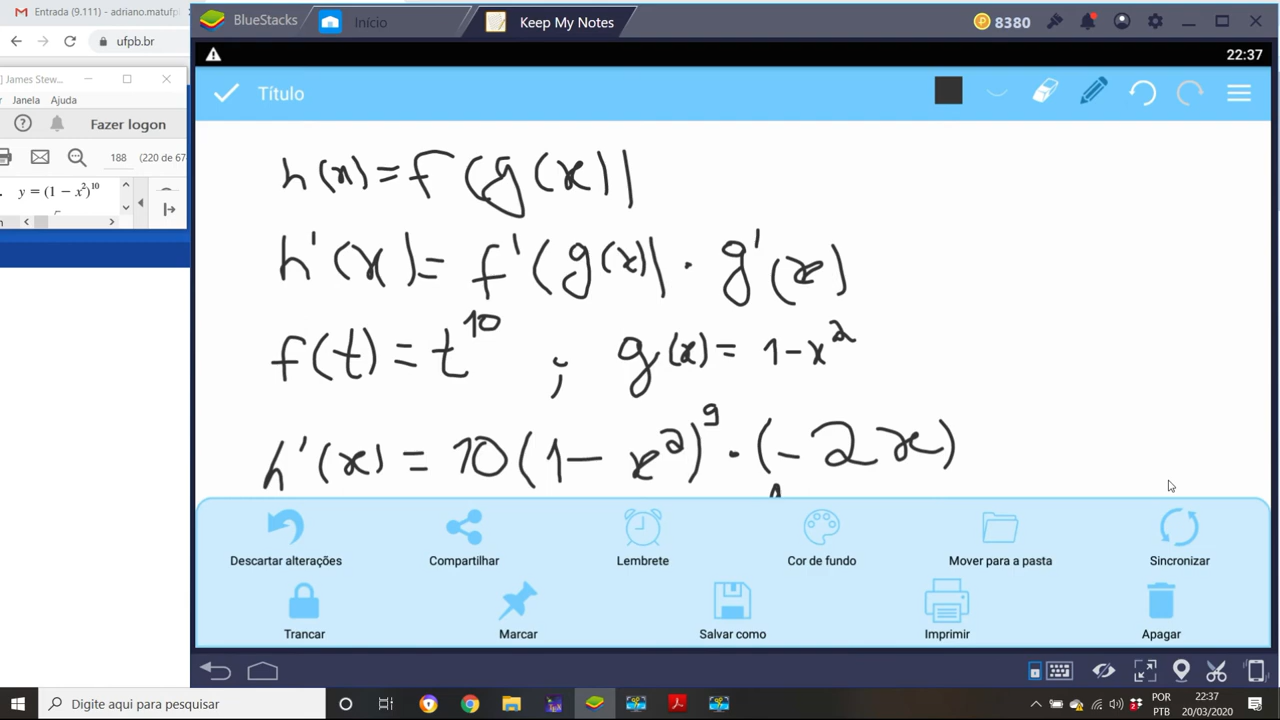 Entrada (9.111) - adriano.matufp
BlueStacks
Início
Keep My Notes
8380
ufpb.br
22:37
James Stew...
Janela Ajuda
Título
Fazer logon
188 (220 de 67
y = (1 − x²)¹⁰
h(x)=f(g(x))
h'(x)= f'(g(x)) · g'(x)
f(t) = t¹⁰ ; g(x)= 1-x²
h'(x) = 10(1-x²)⁹ · (-2x)
Descartar alterações
Compartilhar
Lembrete
Cor de fundo
Mover para a pasta
Sincronizar
Trancar
Marcar
Salvar como
Imprimir
Apagar
Digite aqui para pesquisar
POR
PTB
22:37
20/03/2020
2